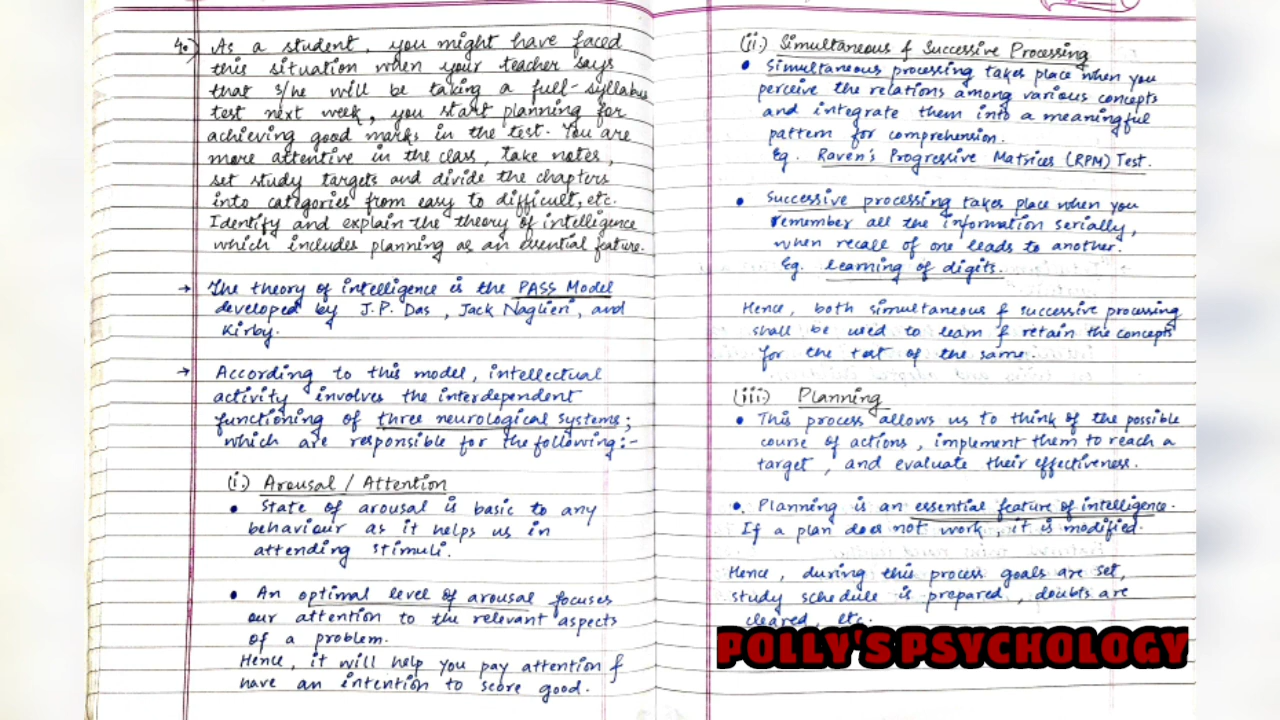 4.) As a student, you might have faced
this situation when your teacher says
that s/he will be taking a full-syllabus
test next week, you start planning for
achieving good marks in the test. You are
more attentive in the class, take notes,
set study targets and divide the chapters
into categories from easy to difficult, etc.
Identify and explain the theory of intelligence
which includes planning as an essential feature.
→ The theory of intelligence is the PASS Model
developed by J.P. Das, Jack Naglieri, and
Kirby.
→ According to this model, intellectual
activity involves the interdependent
functioning of three neurological systems;
which are responsible for the following:-
(i.) Arousal / Attention
• State of arousal is basic to any
behaviour as it helps us in
attending stimuli.
• An optimal level of arousal focuses
our attention to the relevant aspects
of a problem.
Hence, it will help you pay attention &
have an intention to score good.
(ii.) Simultaneous & Successive Processing
• Simultaneous processing takes place when you
perceive the relations among various concepts
and integrate them into a meaningful
pattern for comprehension.
Eg. Raven's Progressive Matrices (RPM) Test.
• Successive processing takes place when you
remember all the information serially,
when recall of one leads to another.
Eg. learning of digits.
Hence, both simultaneous & successive processing
shall be used to learn & retain the concepts
for the test of the same.
(iii.) Planning
• This process allows us to think of the possible
course of actions, implement them to reach a
target, and evaluate their effectiveness.
• Planning is an essential feature of intelligence.
If a plan does not work, it is modified.
Hence, during this process goals are set,
study schedule is prepared, doubts are
cleared, etc.
POLLY'S PSYCHOLOGY